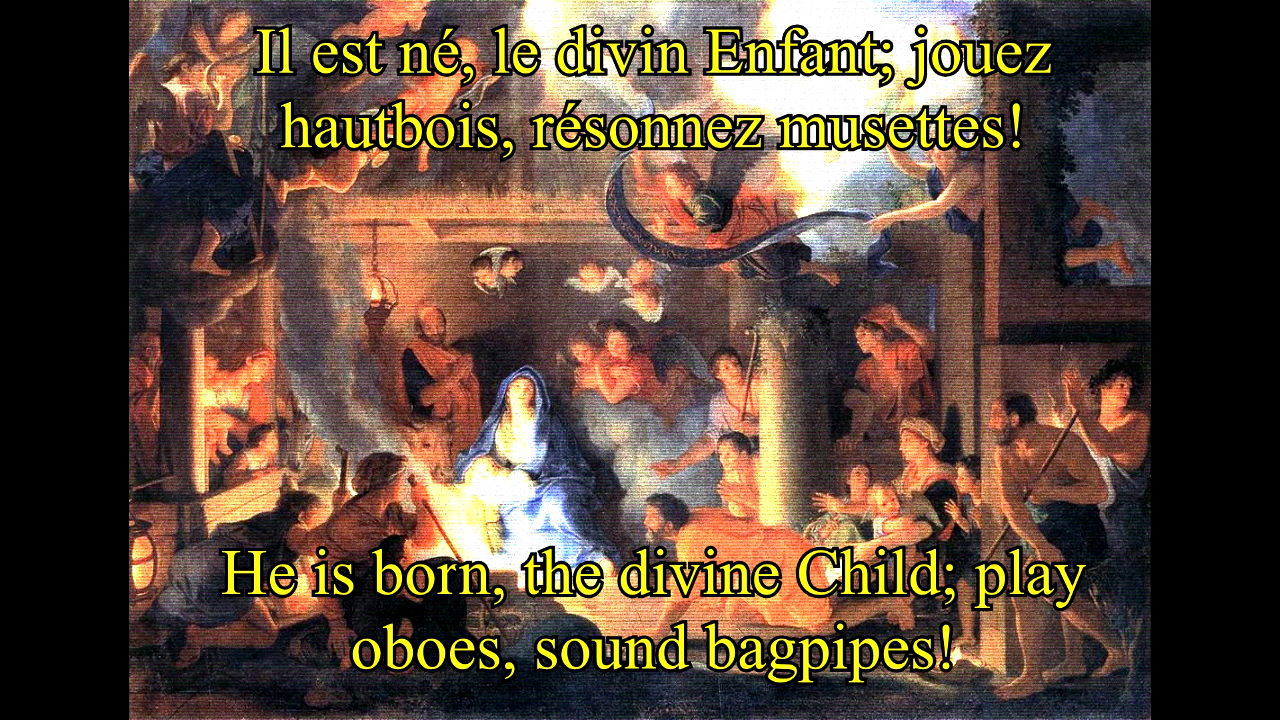 Il est né, le divin Enfant; jouez
hautbois, résonnez musettes!
He is born, the divine Child; play
oboes, sound bagpipes!